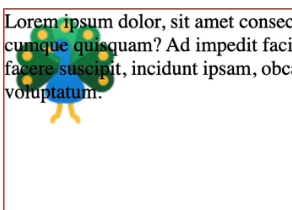 Lorem ipsum dolor, sit amet consec
cumque quisquam? Ad impedit faci
facere suscipit, incidunt ipsam, obca
voluptatum.